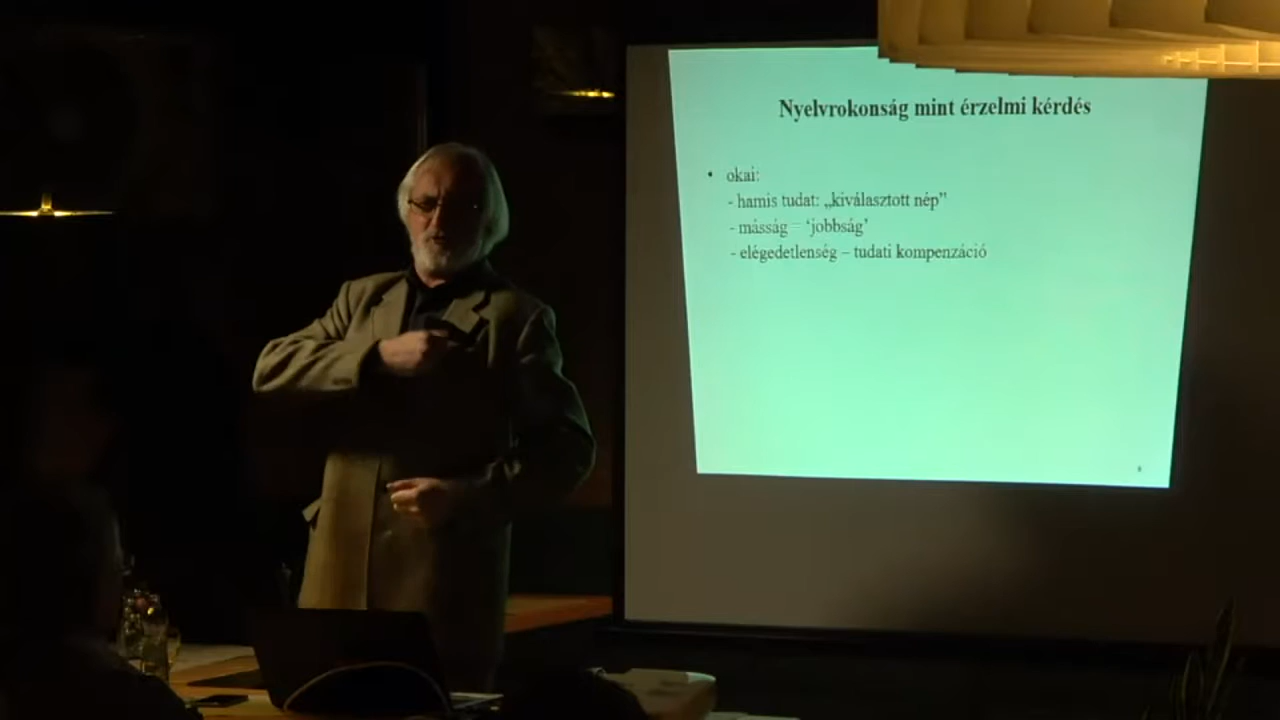 Nyelvrokonság mint érzelmi kérdés
• okai:
- hamis tudat: „kiválasztott nép”
- másság = ‘jobbság’
- elégedetlenség – tudati kompenzáció